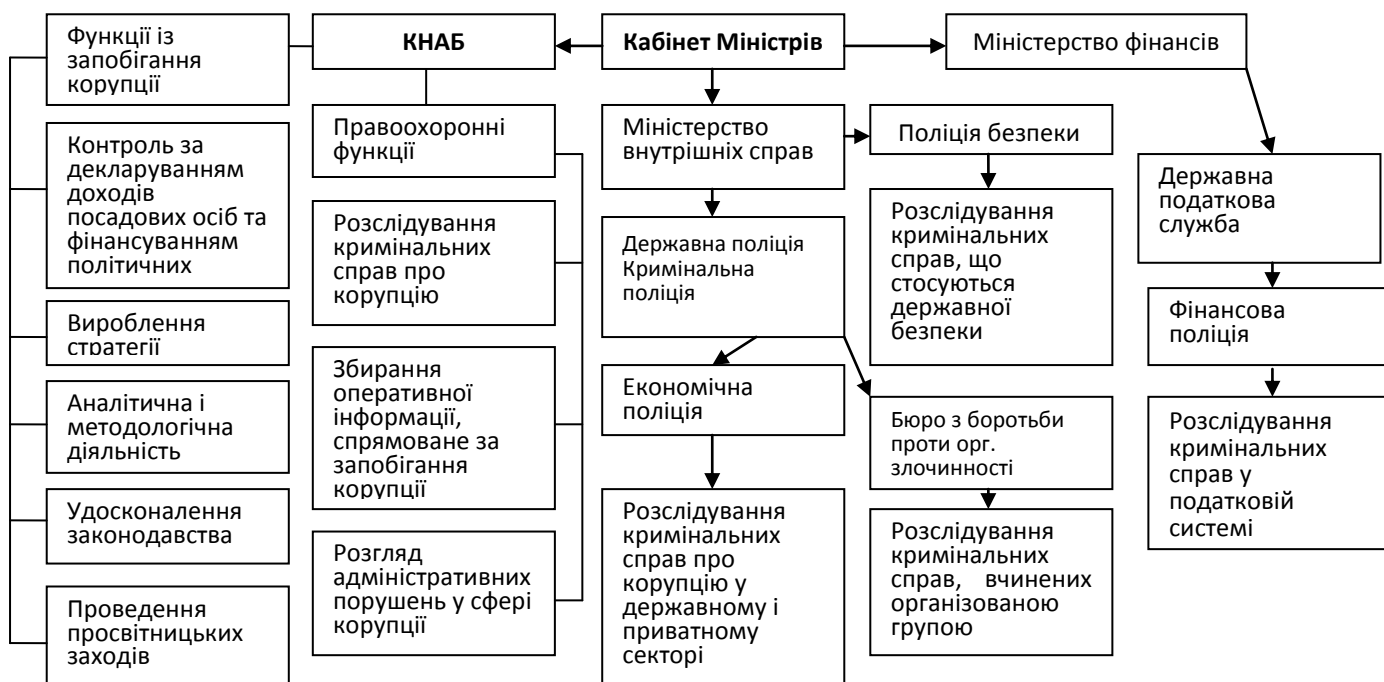 Функції із
запобігання
корупції
КНАБ
Кабінет Міністрів
Міністерство фінансів
Контроль за
декларуванням
доходів
посадових осіб та
фінансуванням
політичних
Вироблення
стратегії
Аналітична і
методологічна
діяльність
Удосконалення
законодавства
Проведення
просвітницьких
заходів
Правоохоронні
функції
Розслідування
кримінальних
справ про
корупцію
Збирання
оперативної
інформації,
спрямоване за
запобігання
корупції
Розгляд
адміністративних
порушень у сфері
корупції
Міністерство
внутрішніх справ
Державна поліція
Кримінальна
поліція
Економічна
поліція
Розслідування
кримінальних
справ про
корупцію у
державному і
приватному
секторі
Поліція безпеки
Розслідування
кримінальних
справ, що
стосуються
державної
безпеки
Бюро з боротьби
проти орг.
злочинності
Розслідування
кримінальних
справ, вчинених
організованою
групою
Державна
податкова
служба
Фінансова
поліція
Розслідування
кримінальних
справ у
податковій
системі